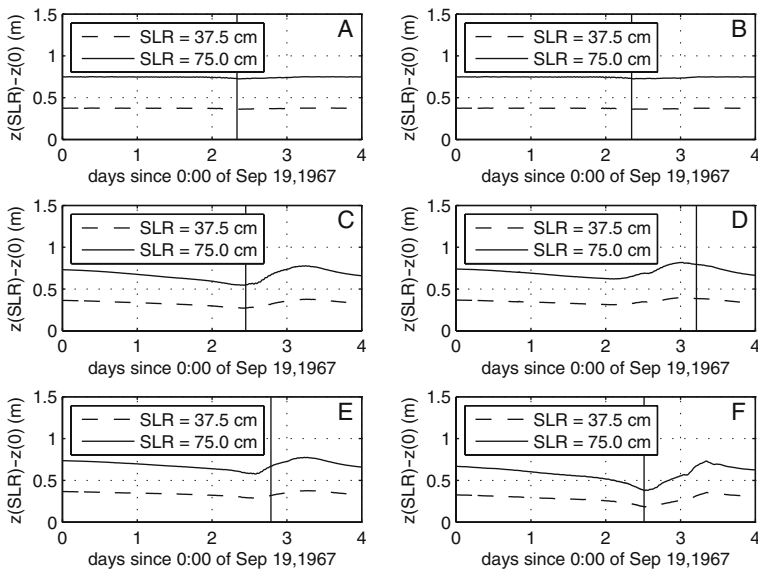 A
SLR = 37.5 cm
SLR = 75.0 cm
z(SLR)−z(0) (m)
1.5
1
0.5
0
0 1 2 3 4
days since 0:00 of Sep 19,1967
B
SLR = 37.5 cm
SLR = 75.0 cm
z(SLR)−z(0) (m)
1.5
1
0.5
0
0 1 2 3 4
days since 0:00 of Sep 19,1967
C
SLR = 37.5 cm
SLR = 75.0 cm
z(SLR)−z(0) (m)
1.5
1
0.5
0
0 1 2 3 4
days since 0:00 of Sep 19,1967
D
SLR = 37.5 cm
SLR = 75.0 cm
z(SLR)−z(0) (m)
1.5
1
0.5
0
0 1 2 3 4
days since 0:00 of Sep 19,1967
E
SLR = 37.5 cm
SLR = 75.0 cm
z(SLR)−z(0) (m)
1.5
1
0.5
0
0 1 2 3 4
days since 0:00 of Sep 19,1967
F
SLR = 37.5 cm
SLR = 75.0 cm
z(SLR)−z(0) (m)
1.5
1
0.5
0
0 1 2 3 4
days since 0:00 of Sep 19,1967